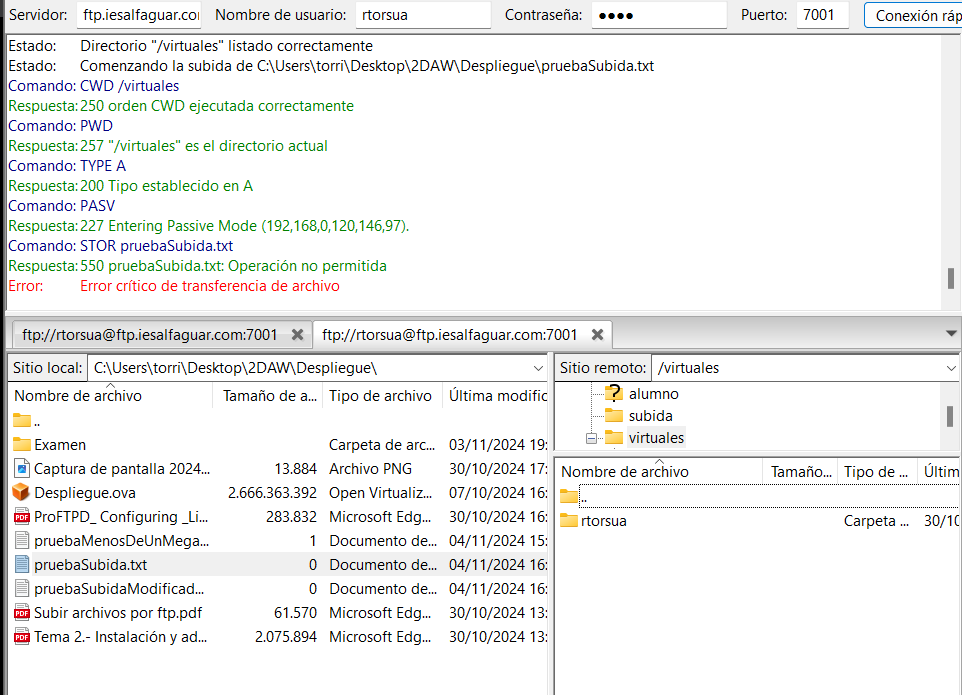 Servidor: ftp.iesalfaguar.co Nombre de usuario: rtorsua Contraseña: ●●●● Puerto: 7001 Conexión ráp
Estado: Directorio "/virtuales" listado correctamente
Estado: Comenzando la subida de C:\Users\torri\Desktop\2DAW\Despliegue\pruebaSubida.txt
Comando: CWD /virtuales
Respuesta: 250 orden CWD ejecutada correctamente
Comando: PWD
Respuesta: 257 "/virtuales" es el directorio actual
Comando: TYPE A
Respuesta: 200 Tipo establecido en A
Comando: PASV
Respuesta: 227 Entering Passive Mode (192,168,0,120,146,97).
Comando: STOR pruebaSubida.txt
Respuesta: 550 pruebaSubida.txt: Operación no permitida
Error: Error crítico de transferencia de archivo
ftp://rtorsua@ftp.iesalfaguar.com:7001 ftp://rtorsua@ftp.iesalfaguar.com:7001
Sitio local: C:\Users\torri\Desktop\2DAW\Despliegue\
Nombre de archivo Tamaño de a... Tipo de archivo Última modific
..
Examen Carpeta de arc... 03/11/2024 19:
Captura de pantalla 2024... 13.884 Archivo PNG 30/10/2024 17:
Despliegue.ova 2.666.363.392 Open Virtualiz... 07/10/2024 16:
ProFTPD_ Configuring _Li... 283.832 Microsoft Edg... 30/10/2024 16:
pruebaMenosDeUnMega... 1 Documento de... 04/11/2024 15:
pruebaSubida.txt 0 Documento de... 04/11/2024 16:
pruebaSubidaModificad... 0 Documento de... 04/11/2024 16:
Subir archivos por ftp.pdf 61.570 Microsoft Edg... 30/10/2024 13:
Tema 2.- Instalación y ad... 2.075.894 Microsoft Edg... 30/10/2024 13:
Sitio remoto: /virtuales
? alumno
subida
virtuales
Nombre de archivo Tamaño... Tipo de ... Últim
..
rtorsua Carpeta ... 30/10